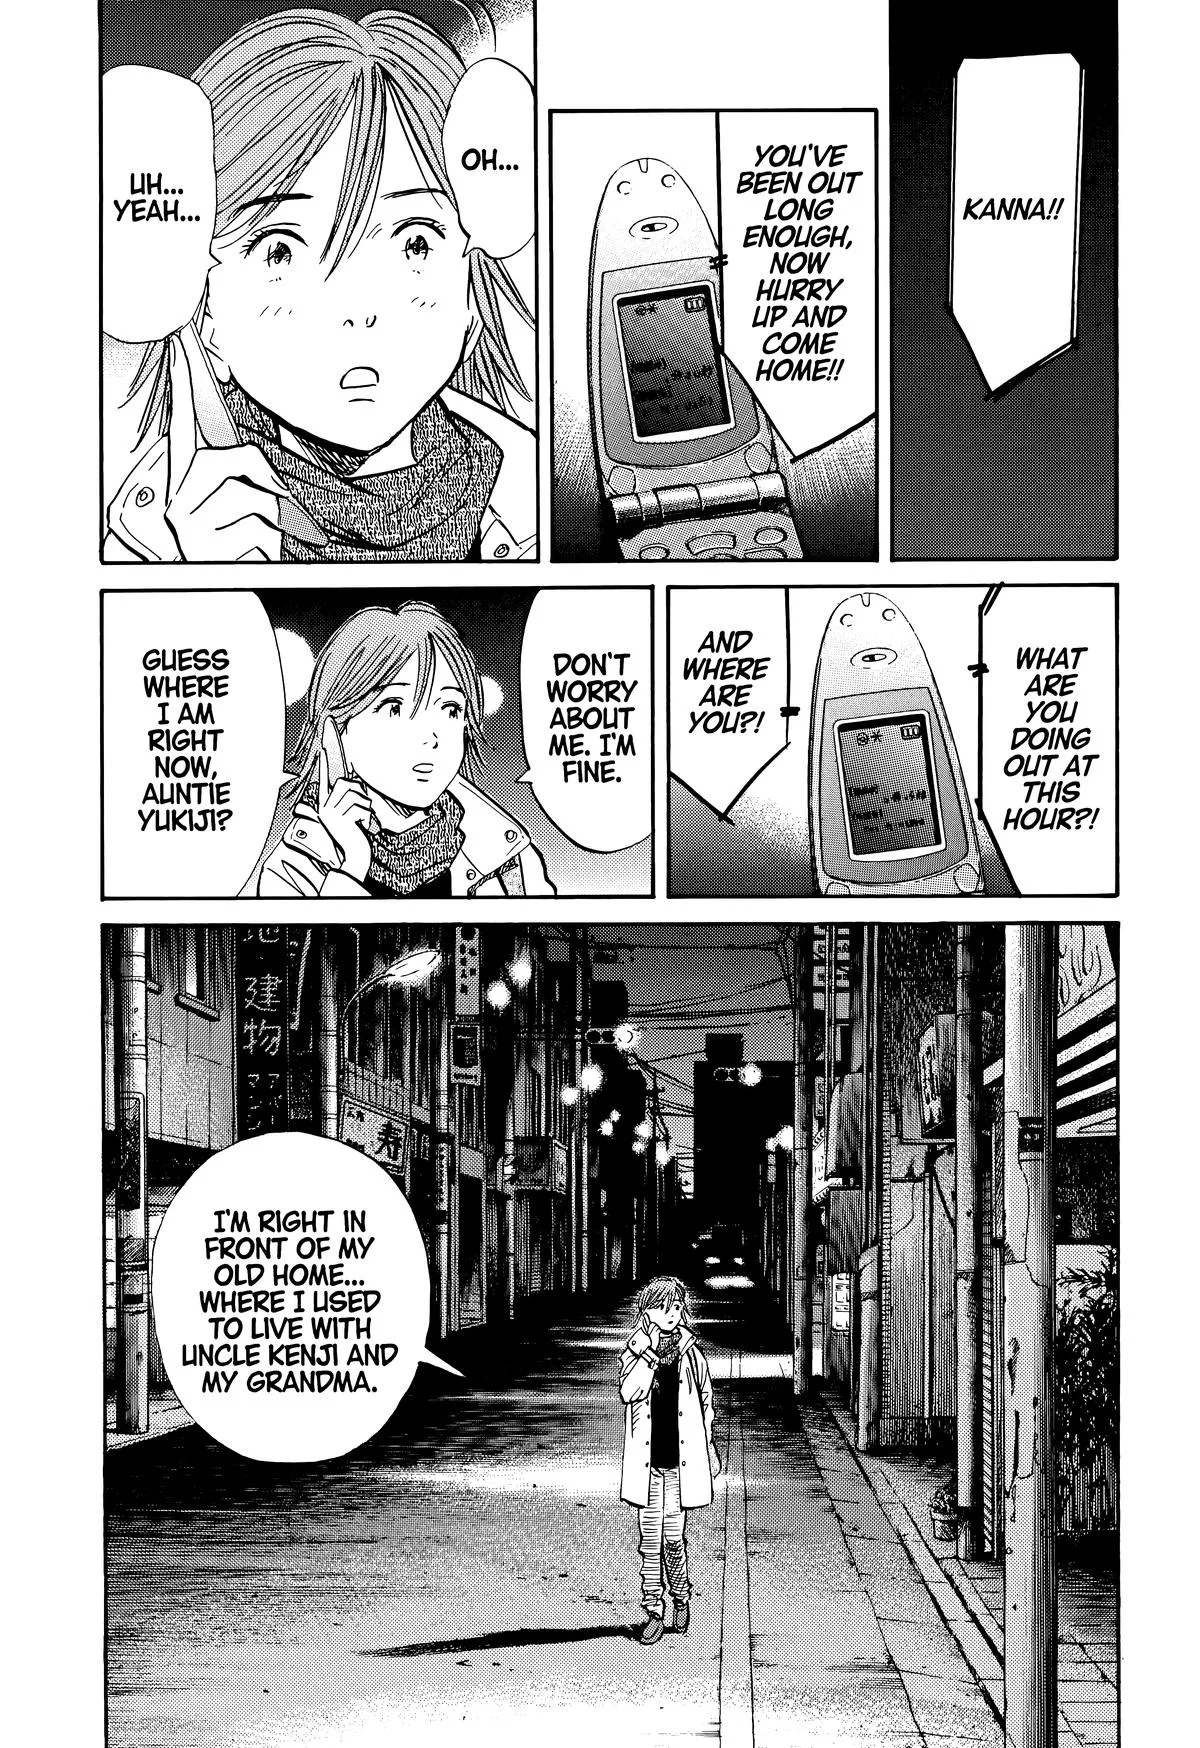 KANNA!!
YOU'VE
BEEN OUT
LONG
ENOUGH,
NOW
HURRY
UP AND
COME
HOME!!
OH...
UH...
YEAH...
WHAT
ARE
YOU
DOING
OUT AT
THIS
HOUR?!
AND
WHERE
ARE
YOU?!
DON'T
WORRY
ABOUT
ME. I'M
FINE.
GUESS
WHERE
I AM
RIGHT
NOW,
AUNTIE
YUKIJI?
建物
寿
I'M RIGHT IN
FRONT OF MY
OLD HOME...
WHERE I USED
TO LIVE WITH
UNCLE KENJI AND
MY GRANDMA.